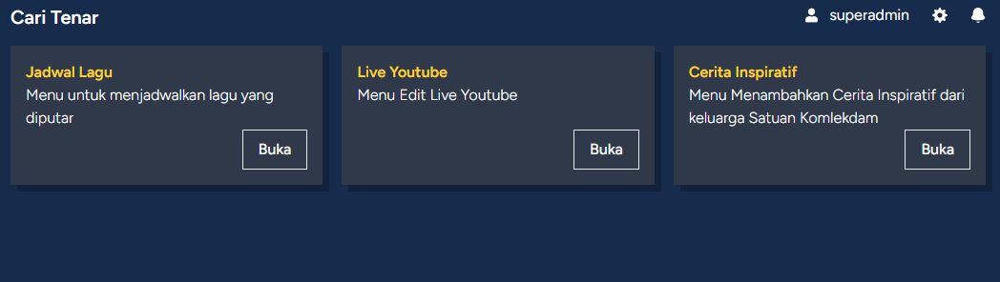 Cari Tenar
superadmin
Jadwal Lagu
Menu untuk menjadwalkan lagu yang
diputar
Buka
Live Youtube
Menu Edit Live Youtube
Buka
Cerita Inspiratif
Menu Menambahkan Cerita Inspiratif dari
keluarga Satuan Komlekdam
Buka